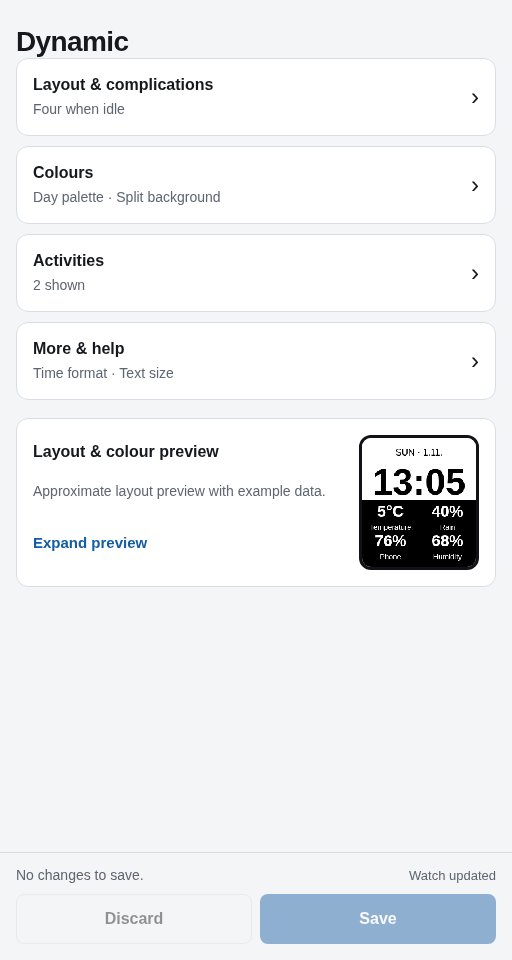 Dynamic
Layout & complications
Four when idle
›
Colours
Day palette · Split background
›
Activities
2 shown
›
More & help
Time format · Text size
›
Layout & colour preview
Approximate layout preview with example data.
Expand preview
SUN · 1.11.
13:05
5°C 40%
Temperature Rain
76% 68%
Phone Humidity
No changes to save. Watch updated
Discard Save